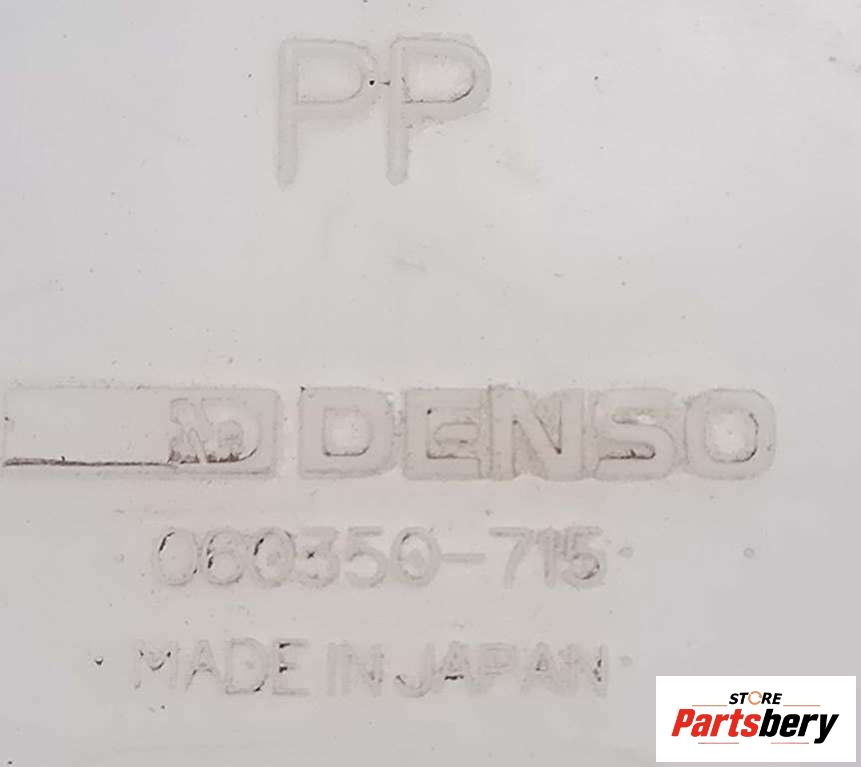 PP
DENSO
060350-715
MADE IN JAPAN
STORE
Partsbery